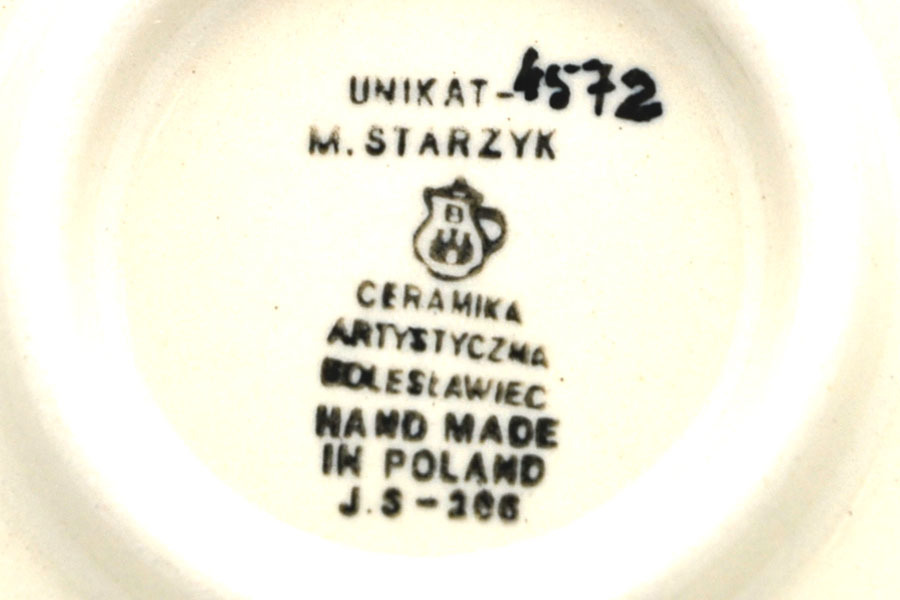 UNIKAT-4572
M. STARZYK
B
CERAMIKA
ARTYSTYCZNA
BOLESŁAWIEC
HAND MADE
IN POLAND
J.S-206